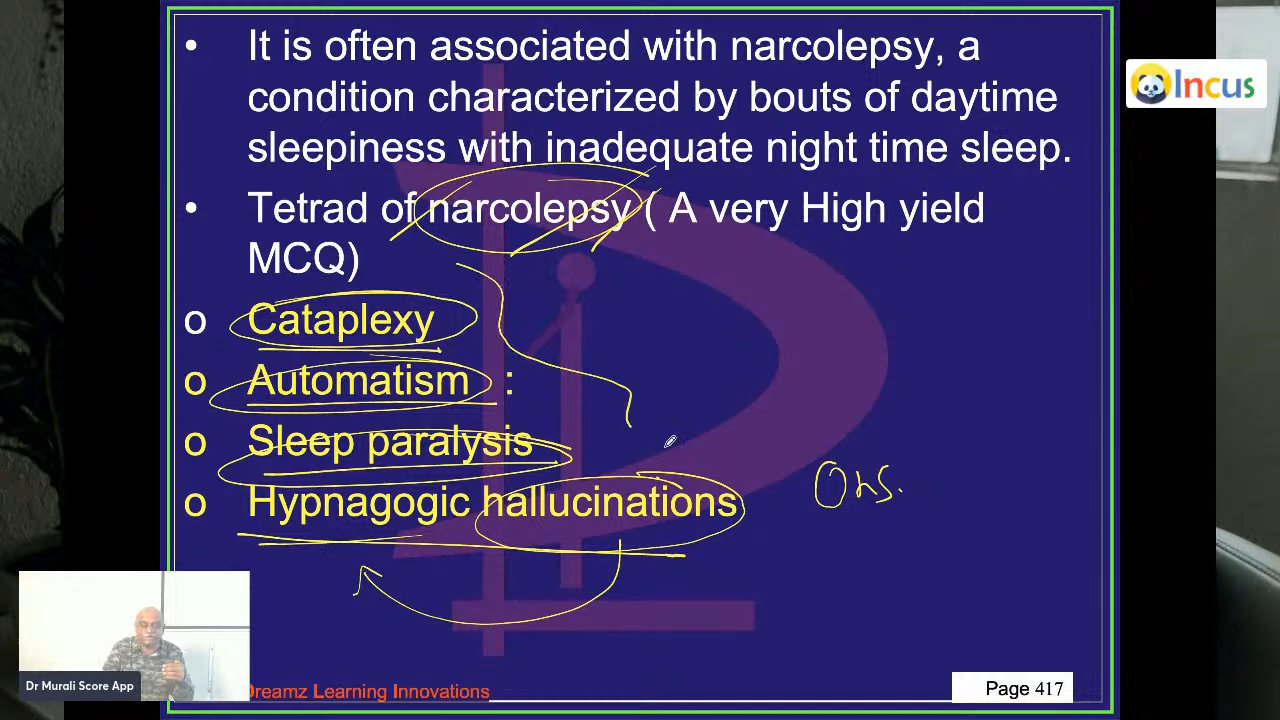 • It is often associated with narcolepsy, a
condition characterized by bouts of daytime
sleepiness with inadequate night time sleep.
• Tetrad of narcolepsy ( A very High yield
MCQ)
o Cataplexy
o Automatism :
o Sleep paralysis
o Hypnagogic hallucinations
Incus
Dr Murali Score App
Dreamz Learning Innovations
Page 417